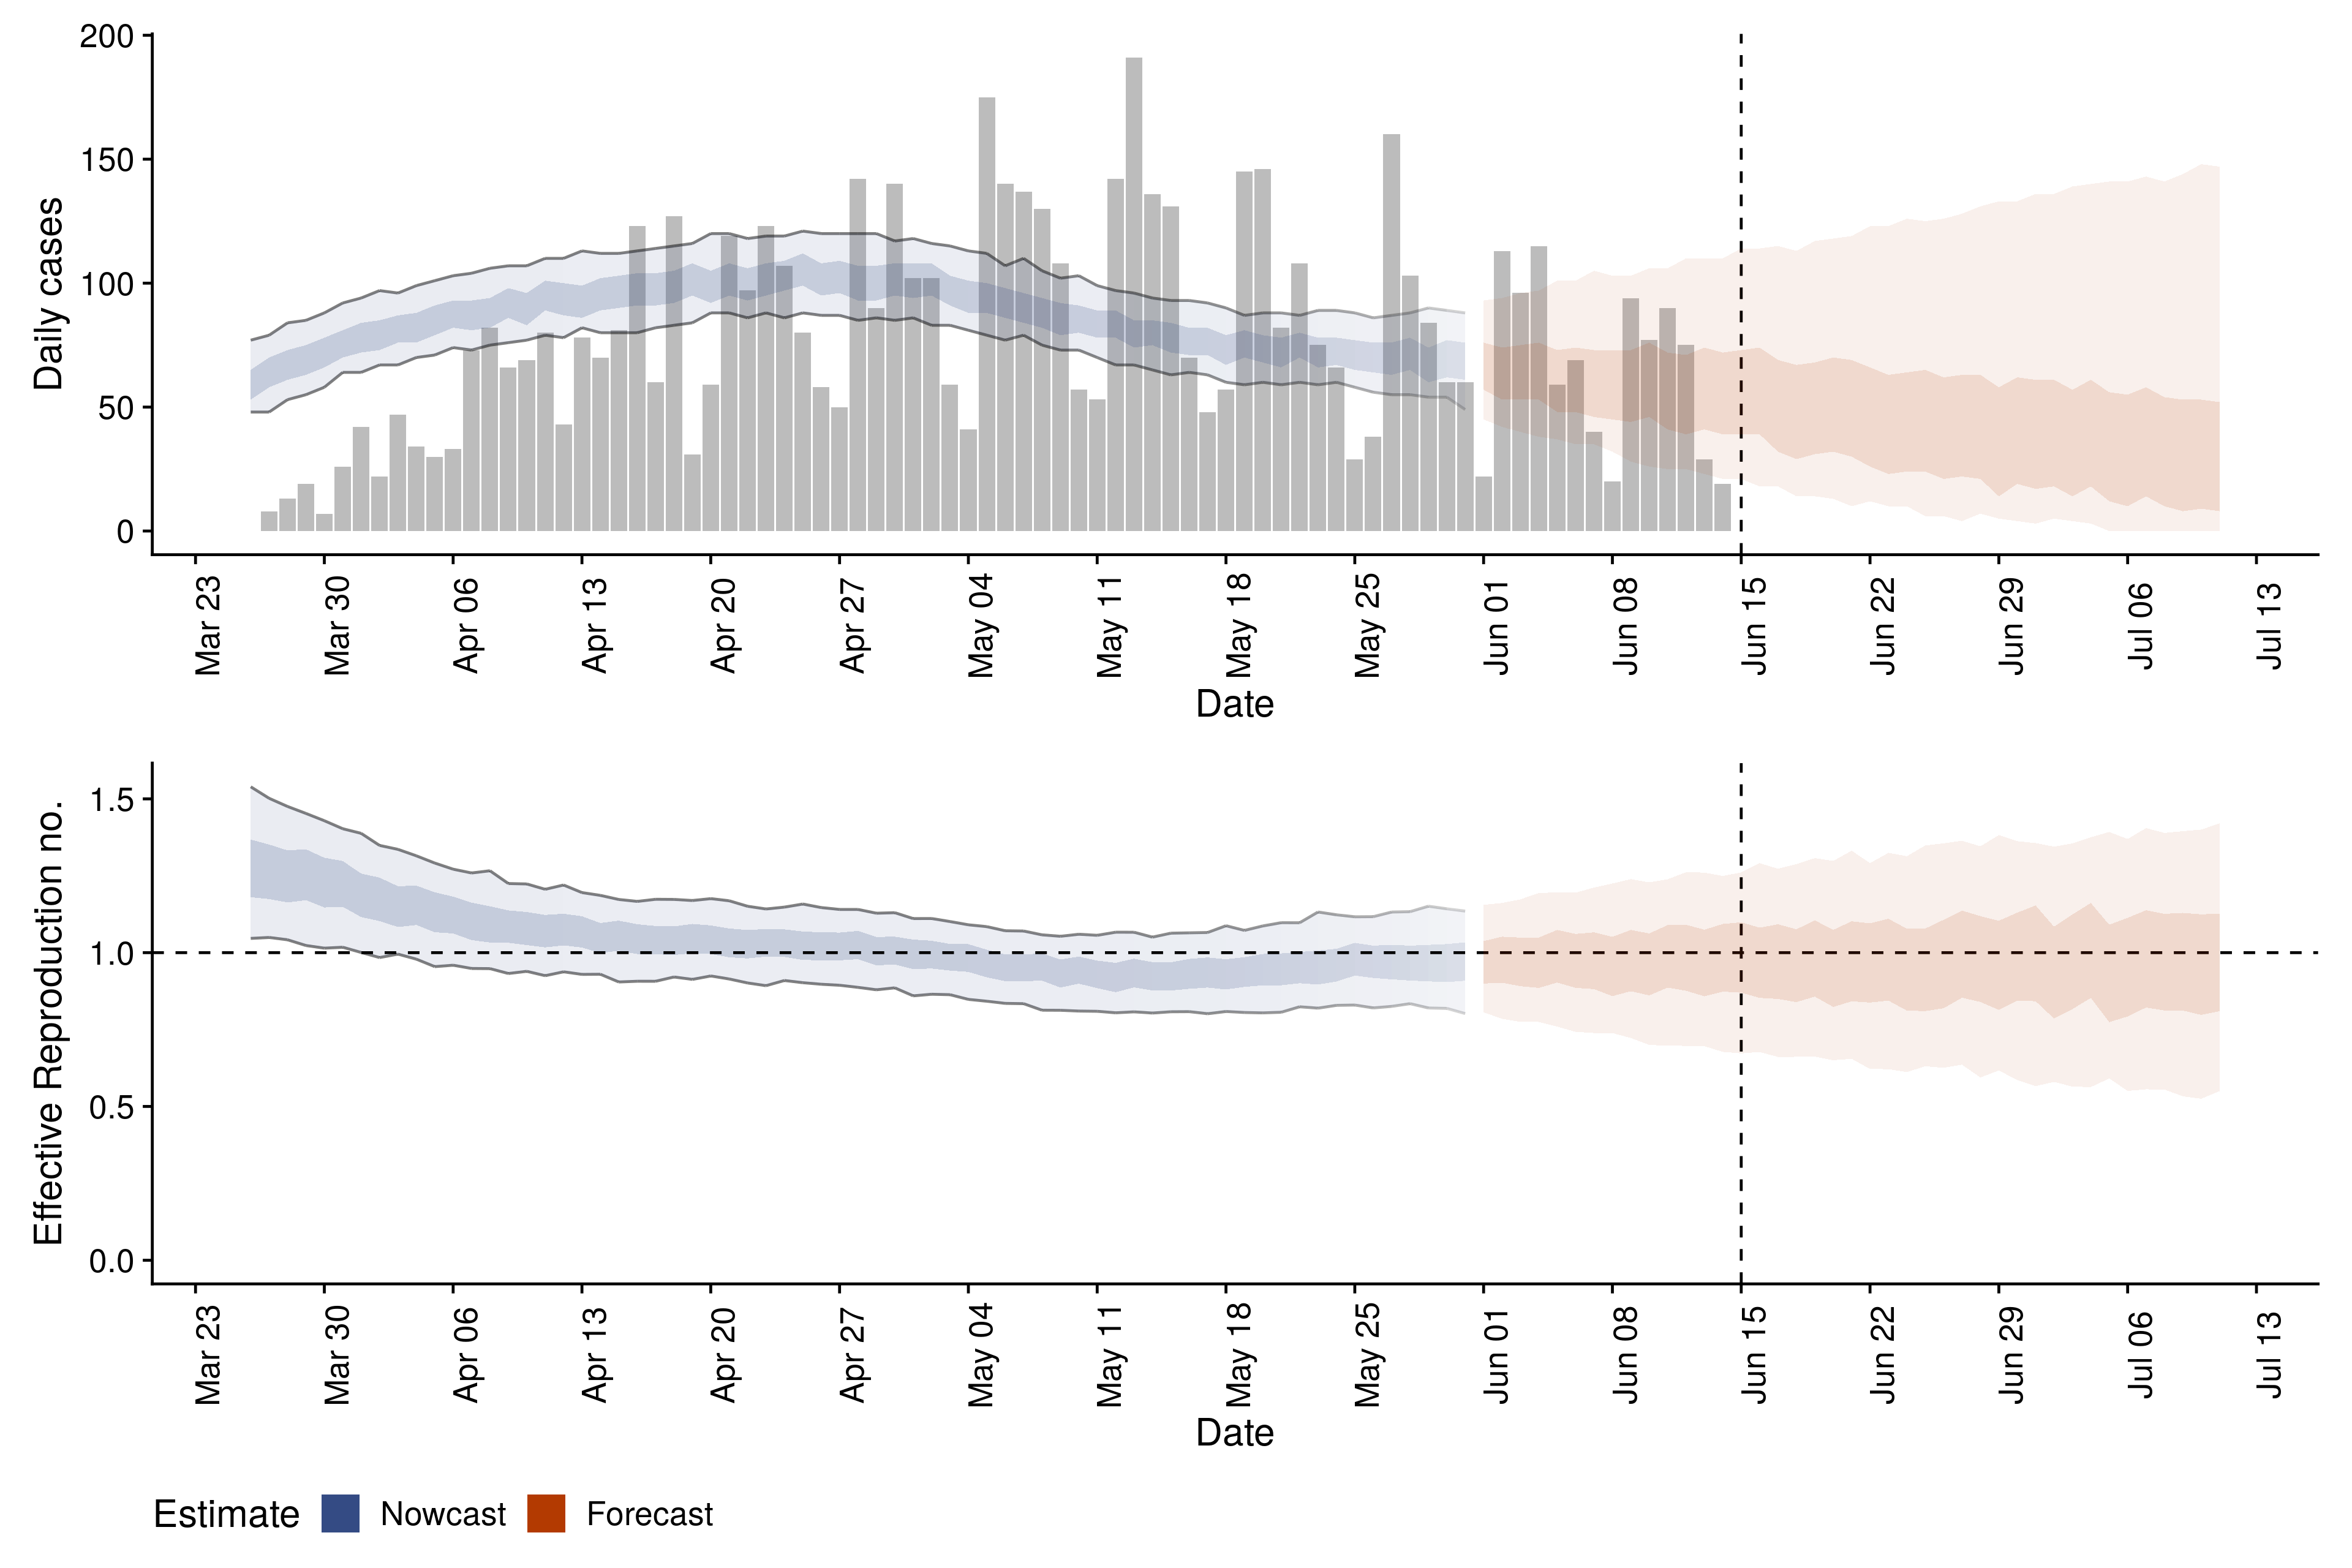 Daily cases
200
150
100
50
0
Mar 23
Mar 30
Apr 06
Apr 13
Apr 20
Apr 27
May 04
May 11
May 18
May 25
Jun 01
Jun 08
Jun 15
Jun 22
Jun 29
Jul 06
Jul 13
Date
Effective Reproduction no.
1.5
1.0
0.5
0.0
Mar 23
Mar 30
Apr 06
Apr 13
Apr 20
Apr 27
May 04
May 11
May 18
May 25
Jun 01
Jun 08
Jun 15
Jun 22
Jun 29
Jul 06
Jul 13
Date
Estimate Nowcast Forecast